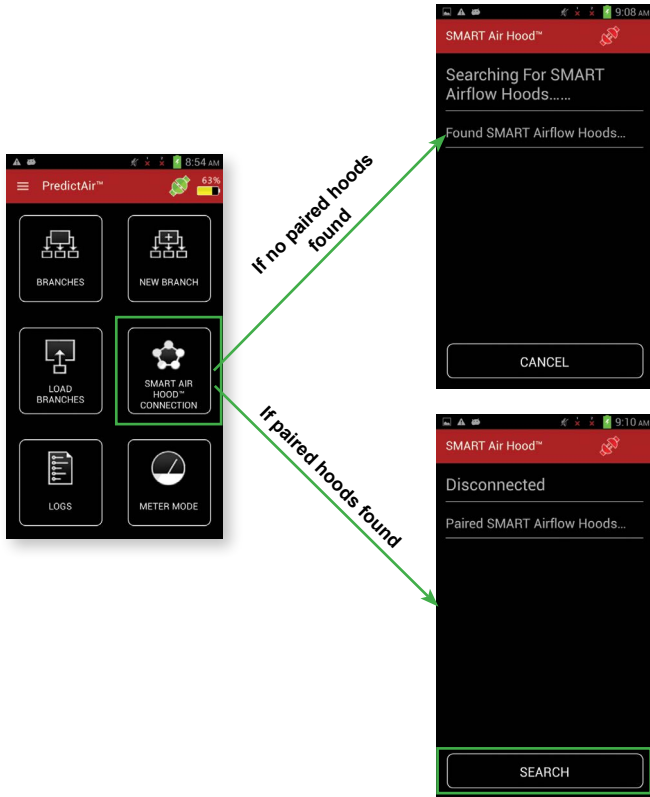 8:54 AM
PredictAir™
63%
BRANCHES
NEW BRANCH
LOAD
BRANCHES
SMART AIR
HOOD™
CONNECTION
LOGS
METER MODE
If no paired hoods
found
If paired hoods found
9:08 AM
SMART Air Hood™
Searching For SMART
Airflow Hoods......
Found SMART Airflow Hoods...
CANCEL
9:10 AM
SMART Air Hood™
Disconnected
Paired SMART Airflow Hoods...
SEARCH